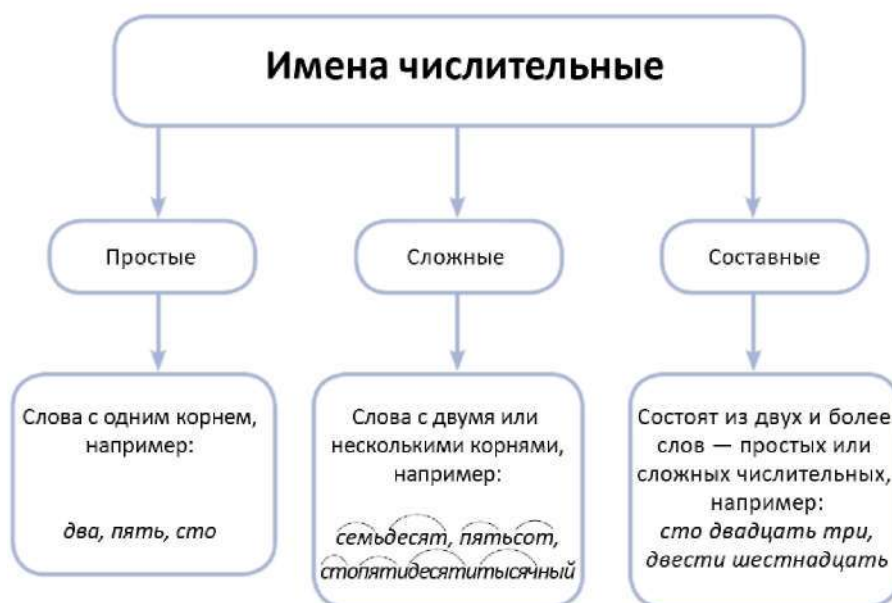 Имена числительные
Простые
Сложные
Составные
Слова с одним корнем,
например:
два, пять, сто
Слова с двумя или
несколькими корнями,
например:
семьдесят, пятьсот,
стопятидесятитысячный
Состоят из двух и более
слов — простых или
сложных числительных,
например:
сто двадцать три,
двести шестнадцать